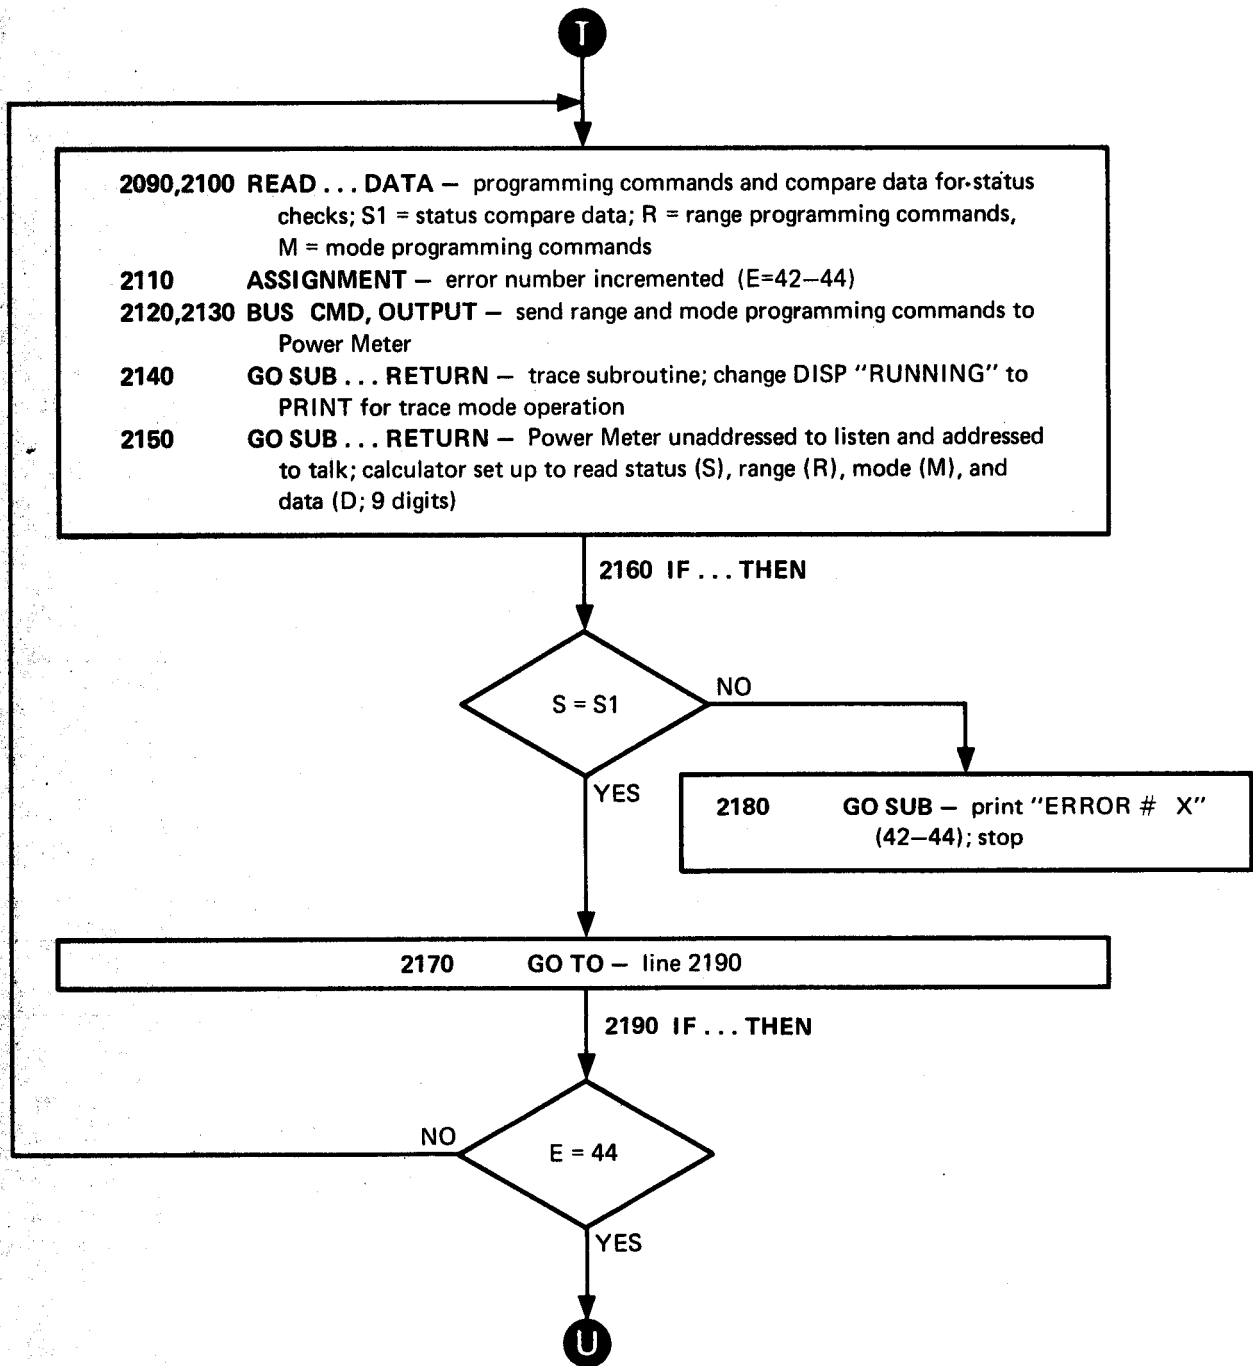 T
2090,2100 READ ... DATA — programming commands and compare data for status
checks; S1 = status compare data; R = range programming commands,
M = mode programming commands
2110 ASSIGNMENT — error number incremented (E=42–44)
2120,2130 BUS CMD, OUTPUT — send range and mode programming commands to
Power Meter
2140 GO SUB ... RETURN — trace subroutine; change DISP "RUNNING" to
PRINT for trace mode operation
2150 GO SUB ... RETURN — Power Meter unaddressed to listen and addressed
to talk; calculator set up to read status (S), range (R), mode (M), and
data (D; 9 digits)
2160 IF ... THEN
S = S1
NO
YES
2180 GO SUB — print "ERROR # X"
(42–44); stop
2170 GO TO — line 2190
2190 IF ... THEN
NO
E = 44
YES
U